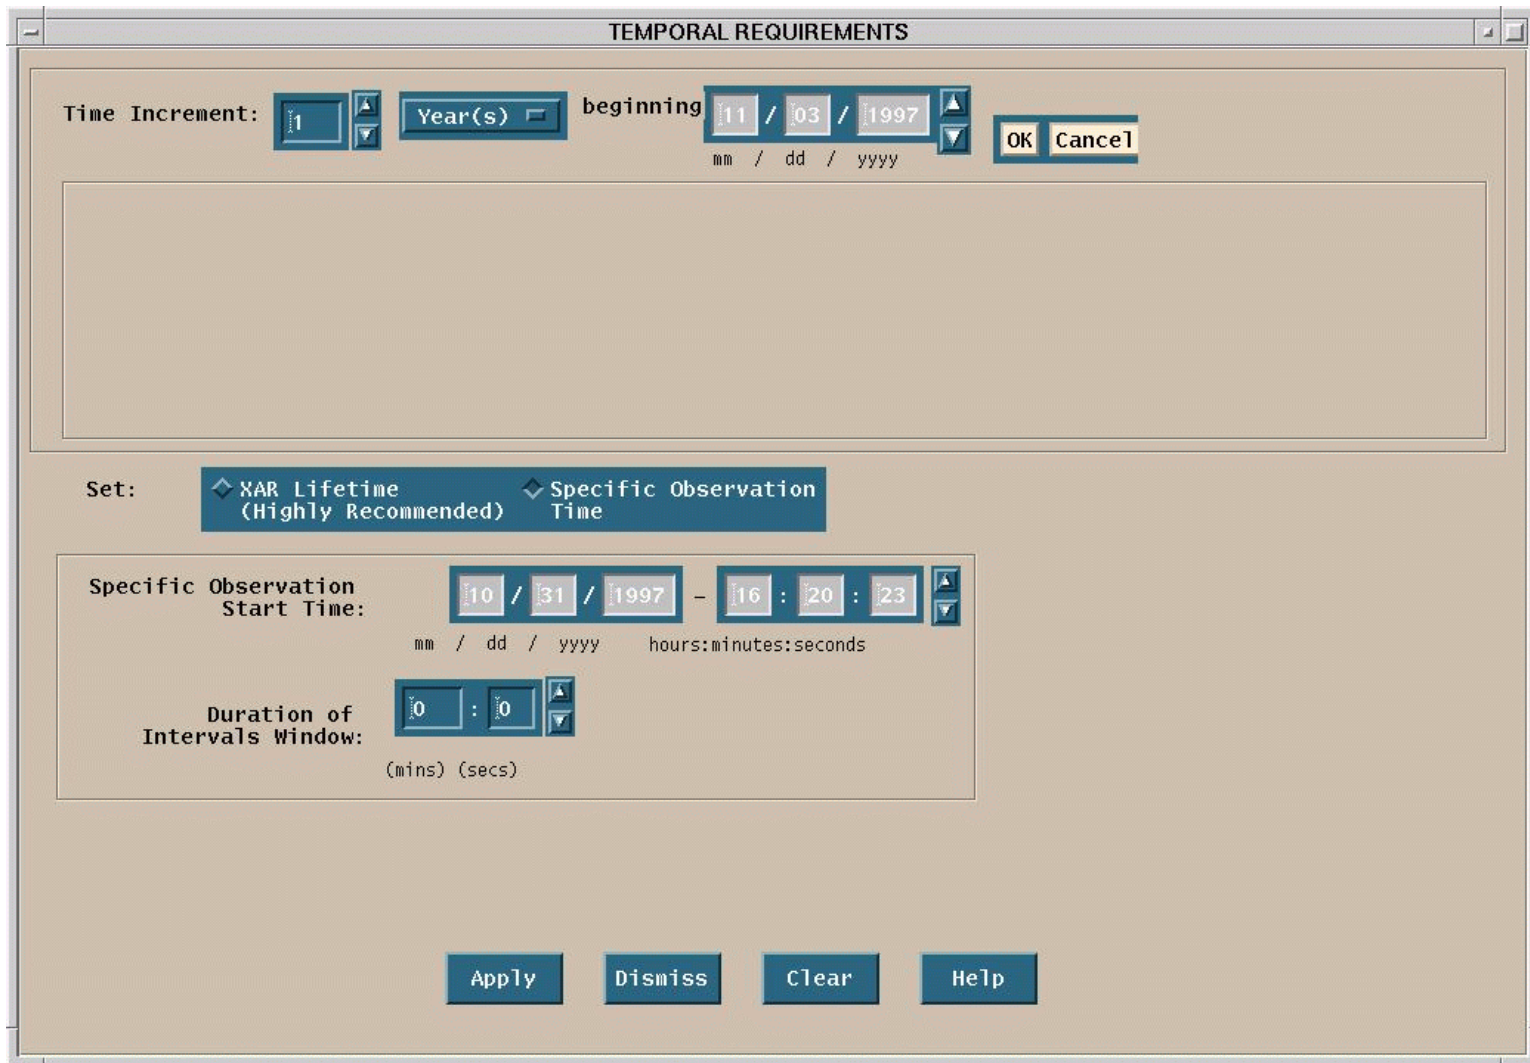 TEMPORAL REQUIREMENTS
Time Increment: 1 Year(s) beginning 11 / 03 / 1997 OK Cancel
mm / dd / yyyy
Set: XAR Lifetime Specific Observation
(Highly Recommended) Time
Specific Observation
Start Time: 10 / 31 / 1997 – 16 : 20 : 23
mm / dd / yyyy hours:minutes:seconds
Duration of
Intervals Window: 0 : 0
(mins) (secs)
Apply Dismiss Clear Help